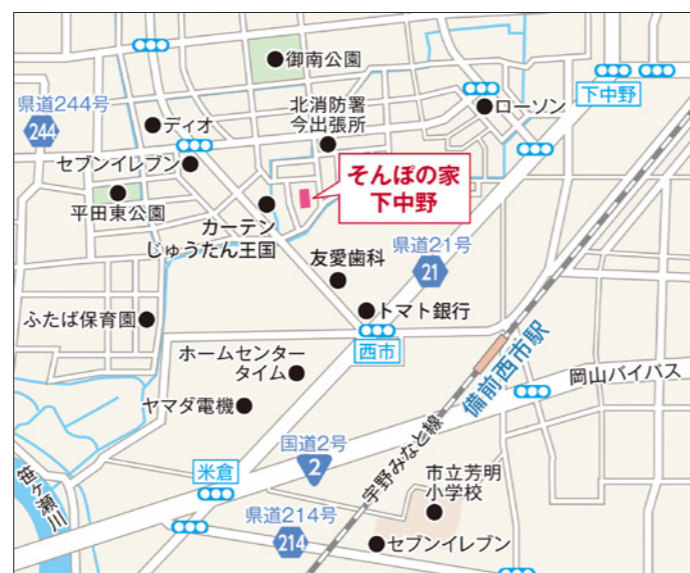 御南公園
県道244号
244
ディオ
北消防署
今出張所
ローソン
下中野
セブンイレブン
平田東公園
そんぽの家
下中野
カーテン
じゅうたん王国
友愛歯科
県道21号
21
トマト銀行
ふたば保育園
西市
ホームセンター
タイム
備前西市駅
岡山バイパス
ヤマダ電機
国道2号
2
米倉
笹ヶ瀬川
宇野みなと線
市立芳明
小学校
県道214号
214
セブンイレブン